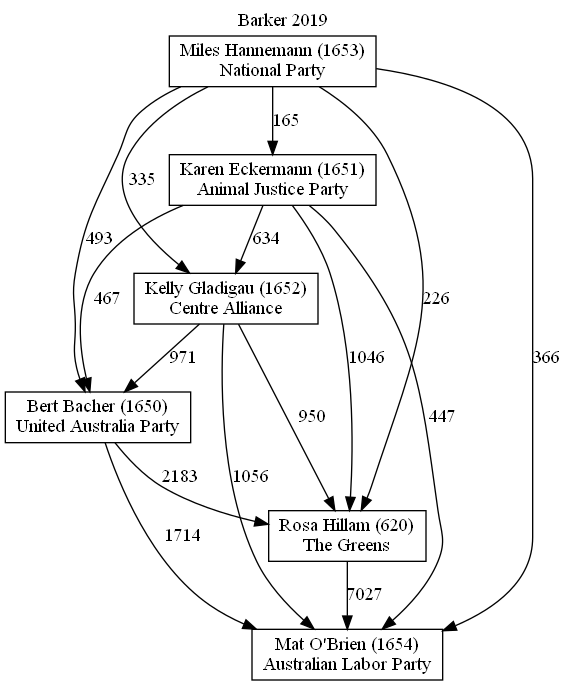 Barker 2019
Miles Hannemann (1653)
National Party
165
Karen Eckermann (1651)
Animal Justice Party
335
493
634
Kelly Gladigau (1652)
Centre Alliance
467
226
971
1046
366
Bert Bacher (1650)
United Australia Party
950
447
2183
1056
Rosa Hillam (620)
The Greens
1714
7027
Mat O'Brien (1654)
Australian Labor Party